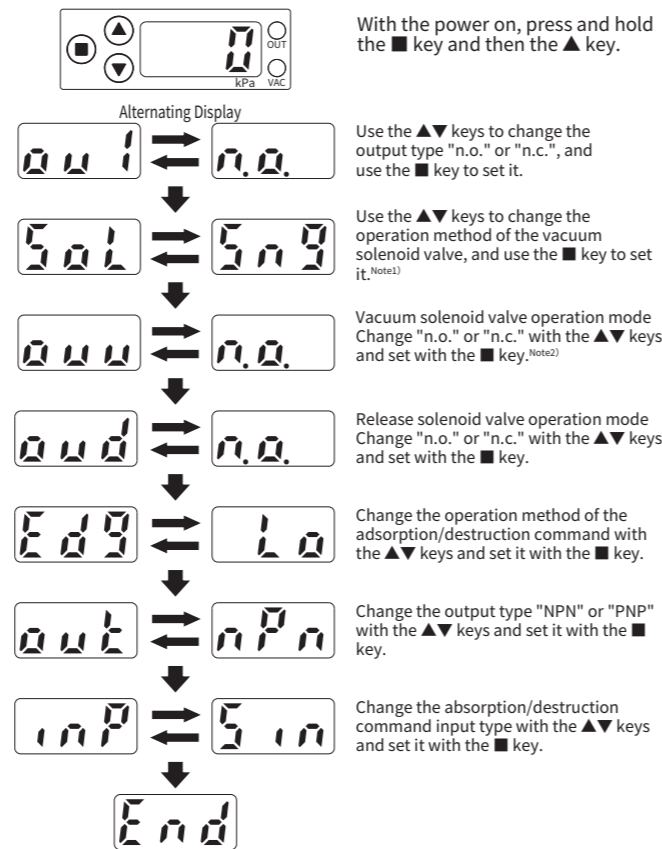 With the power on, press and hold
the ■ key and then the ▲ key.
0
OUT
kPa
VAC
Alternating Display
ou1
n.o.
Use the ▲▼ keys to change the
output type "n.o." or "n.c.", and
use the ■ key to set it.
SoL
Sng
Use the ▲▼ keys to change the
operation method of the vacuum
solenoid valve, and use the ■ key to set
it.Note1)
ouu
n.o.
Vacuum solenoid valve operation mode
Change "n.o." or "n.c." with the ▲▼ keys
and set with the ■ key.Note2)
oud
n.o.
Release solenoid valve operation mode
Change "n.o." or "n.c." with the ▲▼ keys
and set with the ■ key.
Edg
Lo
Change the operation method of the
adsorption/destruction command with
the ▲▼ keys and set it with the ■ key.
out
nPn
Change the output type "NPN" or "PNP"
with the ▲▼ keys and set it with the ■
key.
inP
Sin
Change the absorption/destruction
command input type with the ▲▼ keys
and set it with the ■ key.
End